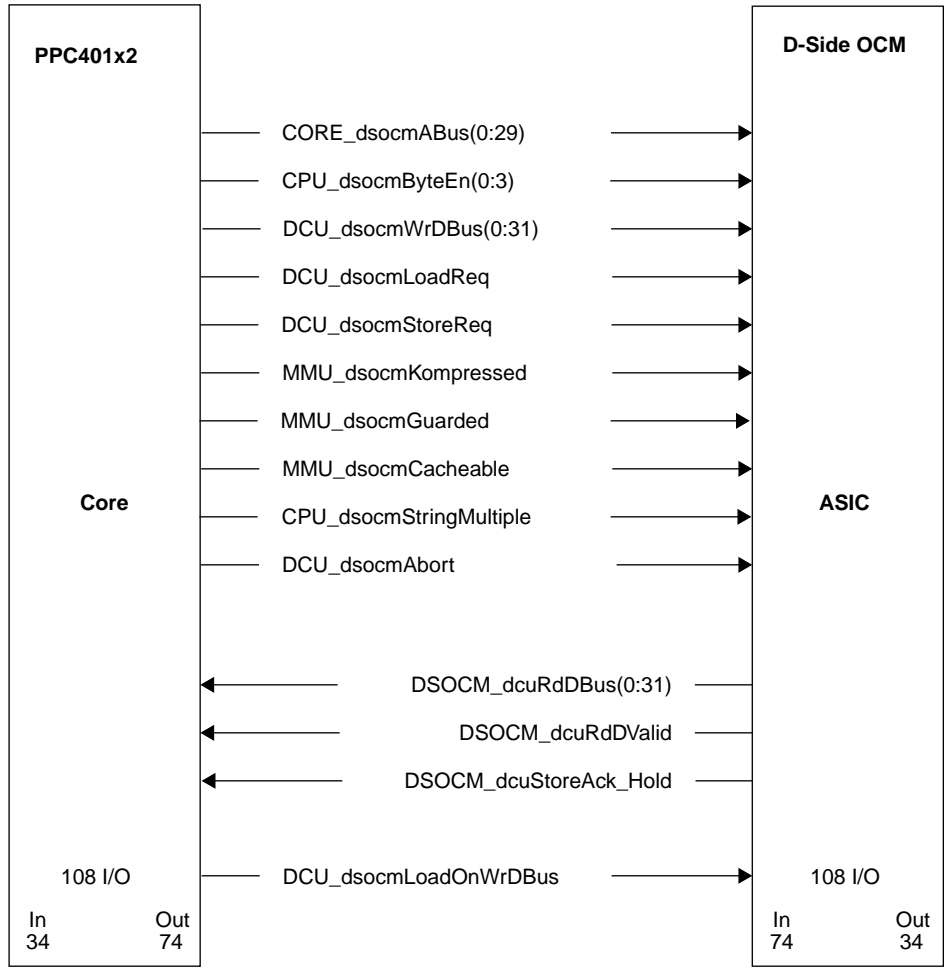 PPC401x2
D-Side OCM
CORE_dsocmABus(0:29)
CPU_dsocmByteEn(0:3)
DCU_dsocmWrDBus(0:31)
DCU_dsocmLoadReq
DCU_dsocmStoreReq
MMU_dsocmKompressed
MMU_dsocmGuarded
MMU_dsocmCacheable
Core
CPU_dsocmStringMultiple
ASIC
DCU_dsocmAbort
DSOCM_dcuRdDBus(0:31)
DSOCM_dcuRdDValid
DSOCM_dcuStoreAck_Hold
108 I/O
DCU_dsocmLoadOnWrDBus
108 I/O
In Out
34 74
In Out
74 34